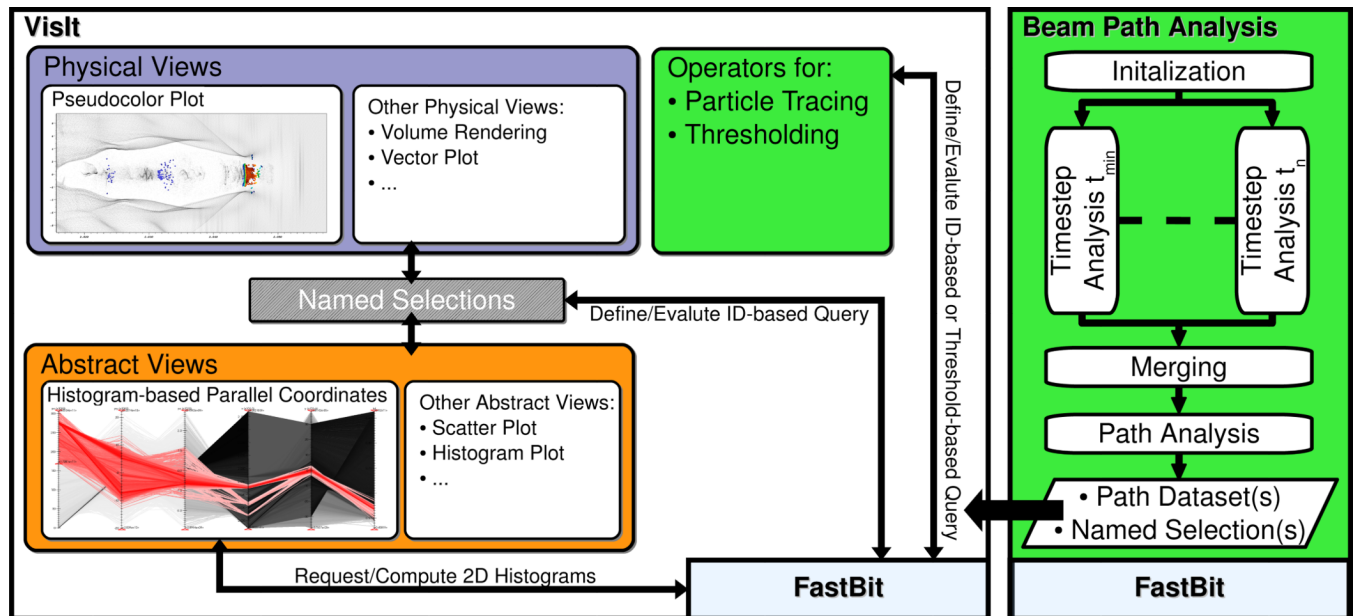 VisIt
Physical Views
Pseudocolor Plot
Other Physical Views:
• Volume Rendering
• Vector Plot
• ...
Operators for:
• Particle Tracing
• Thresholding
Define/Evaluate ID-based or Threshold-based Query
Named Selections
Define/Evalute ID-based Query
Abstract Views
Histogram-based Parallel Coordinates
Other Abstract Views:
• Scatter Plot
• Histogram Plot
• ...
Request/Compute 2D Histograms
FastBit
Beam Path Analysis
Initalization
Timestep
Analysis tmin
Timestep
Analysis tn
Merging
Path Analysis
• Path Dataset(s)
• Named Selection(s)
FastBit